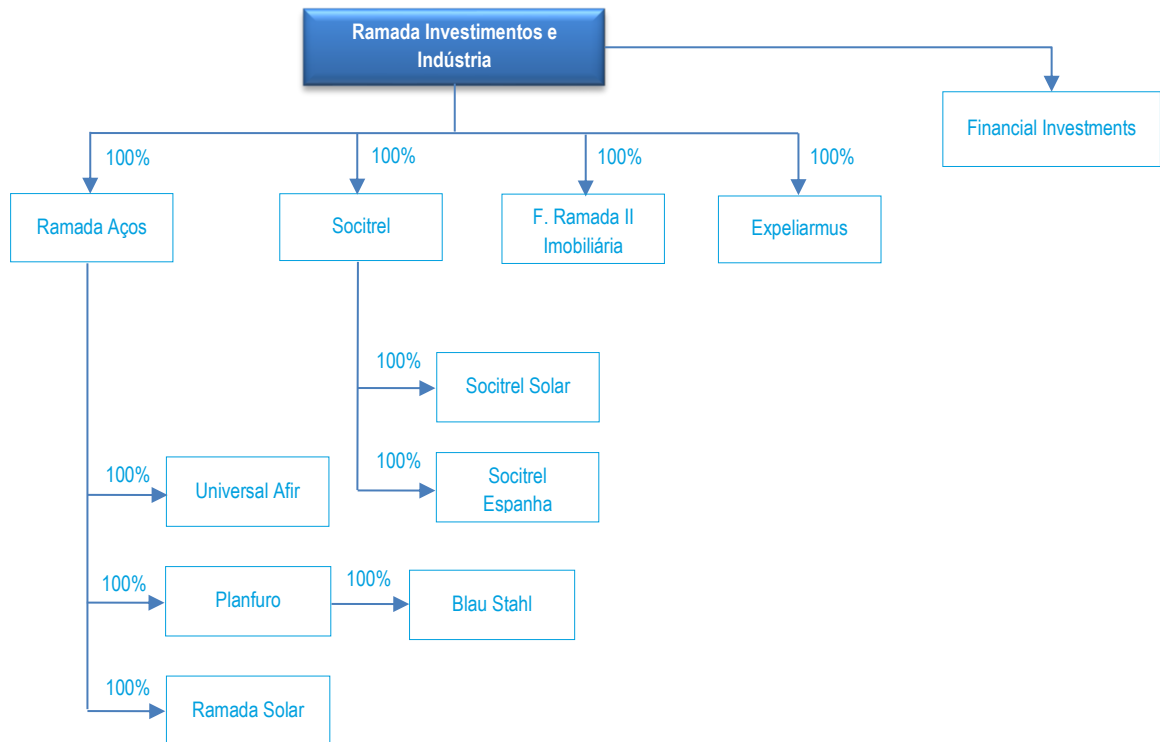 Ramada Investimentos e
Indústria
Financial Investments
100%
100%
100%
100%
Ramada Aços
Socitrel
F. Ramada II
Imobiliária
Expeliarmus
100%
Socitrel Solar
100%
Socitrel
Espanha
100%
Universal Afir
100%
Planfuro
100%
Blau Stahl
100%
Ramada Solar